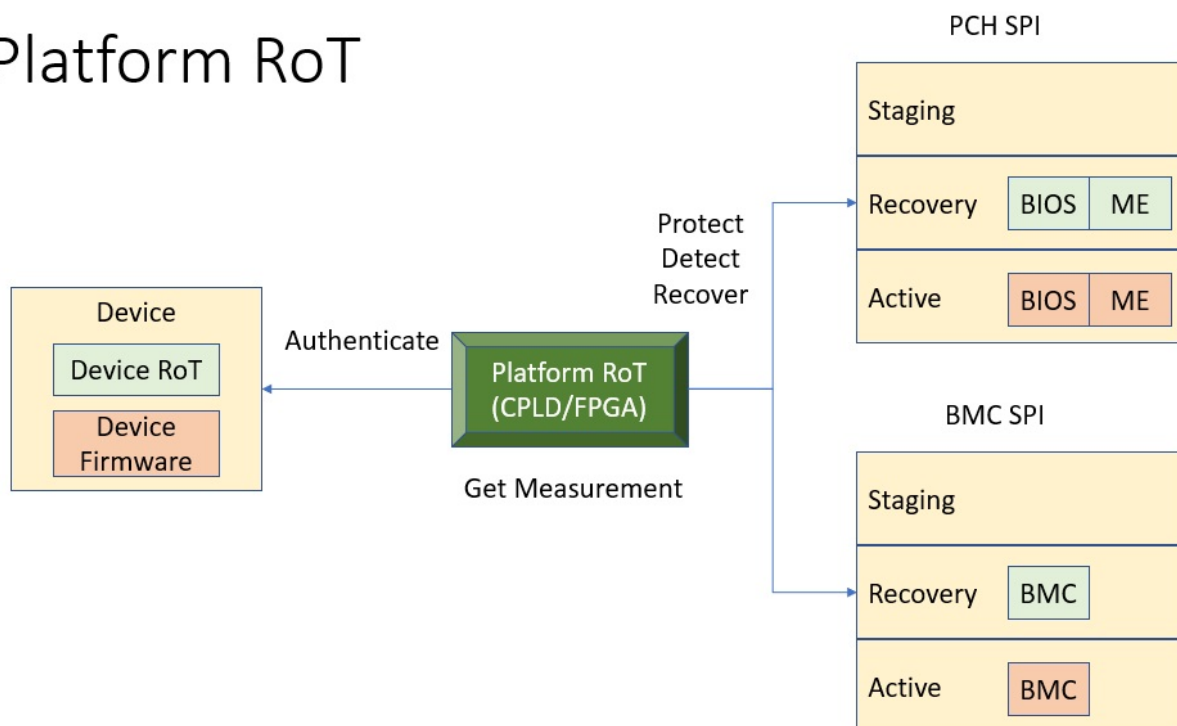 Platform RoT
PCH SPI
Staging
Recovery BIOS ME
Active BIOS ME
Protect
Detect
Recover
Device
Device RoT
Device
Firmware
Authenticate
Platform RoT
(CPLD/FPGA)
Get Measurement
BMC SPI
Staging
Recovery BMC
Active BMC